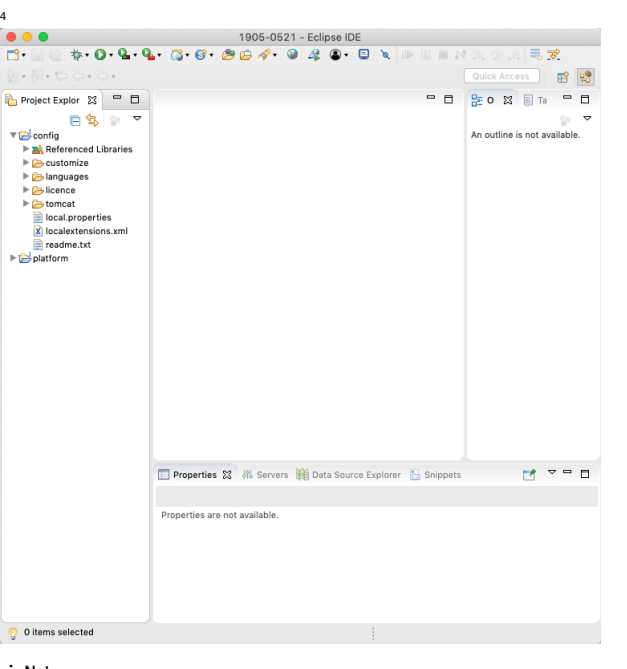 4
1905-0521 - Eclipse IDE
Quick Access
Project Explor
O
Ta
config
An outline is not available.
Referenced Libraries
customize
languages
licence
tomcat
local.properties
localextensions.xml
readme.txt
platform
Properties Servers Data Source Explorer Snippets
Properties are not available.
0 items selected